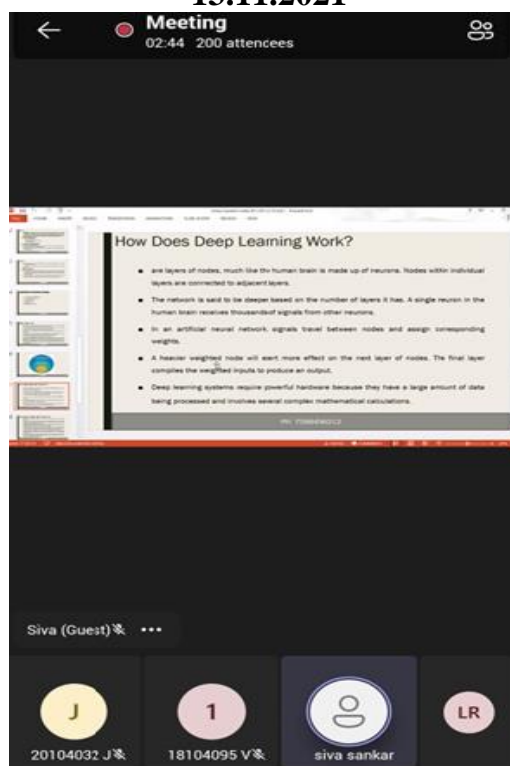 13.11.2021
Meeting
02:44 200 attencees
How Does Deep Learning Work?
are layers of nodes, much like thv human brain is made up of neurons. Nodes within individual
layers are connected to adjacent layers.
The network is said to be deeper based on the number of layers it has. A single neuron in the
human brain receives thousands of signals from other neurons.
In an artificial neural network, signals travel between nodes and assign corresponding
weights.
A heavier weighted node will exert more effect on the next layer of nodes. The final layer
compiles the weighted inputs to produce an output.
Deep learning systems require powerful hardware because they have a large amount of data
being processed and involves several complex mathematical calculations.
Siva (Guest)
J
1
LR
20104032 J
18104095 V
siva sankar